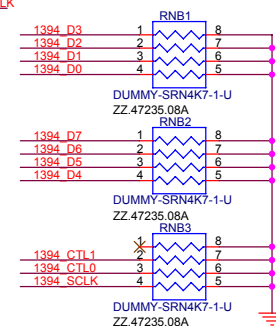 LK
RNB1
1394_D3 1 8
1394_D2 2 7
1394_D1 3 6
1394_D0 4 5
DUMMY-SRN4K7-1-U
ZZ.47235.08A
RNB2
1394_D7 1 8
1394_D6 2 7
1394_D5 3 6
1394_D4 4 5
DUMMY-SRN4K7-1-U
ZZ.47235.08A
RNB3
1 8
1394_CTL1 2 7
1394_CTL0 3 6
1394_SCLK 4 5
DUMMY-SRN4K7-1-U
ZZ.47235.08A